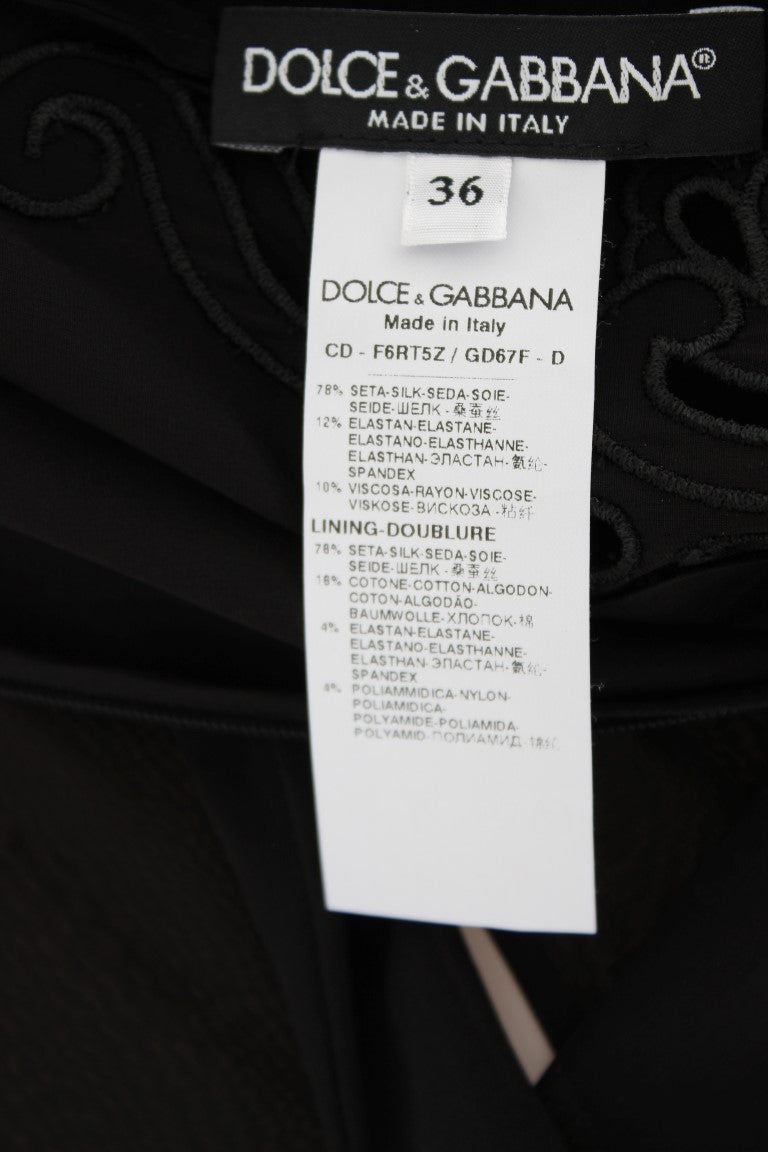 DOLCE & GABBANA®
MADE IN ITALY
36
DOLCE & GABBANA
Made in Italy
CD - F6RT5Z / GD67F - D
78% SETA-SILK-SEDA-SOIE-
SEIDE-ШЕЛК - 桑蚕丝
12% ELASTAN-ELASTANE-
ELASTANO-ELASTHANNE-
ELASTHAN-ЭЛАСТАН-氨纶-
SPANDEX
10% VISCOSA-RAYON-VISCOSE-
VISKOSE-ВИСКОЗА -粘纤
LINING-DOUBLURE
78% SETA-SILK-SEDA-SOIE-
SEIDE-ШЕЛК - 桑蚕丝
16% COTONE-COTTON-ALGODON-
COTON-ALGODÃO-
BAUMWOLLE-ХЛОПОК-棉
4% ELASTAN-ELASTANE-
ELASTANO-ELASTHANNE-
ELASTHAN-ЭЛАСТАН-氨纶-
SPANDEX
4% POLIAMMIDICA-NYLON-
POLIAMIDICA-
POLYAMIDE-POLIAMIDA-
POLYAMID-ПОЛИАМИД-锦纶